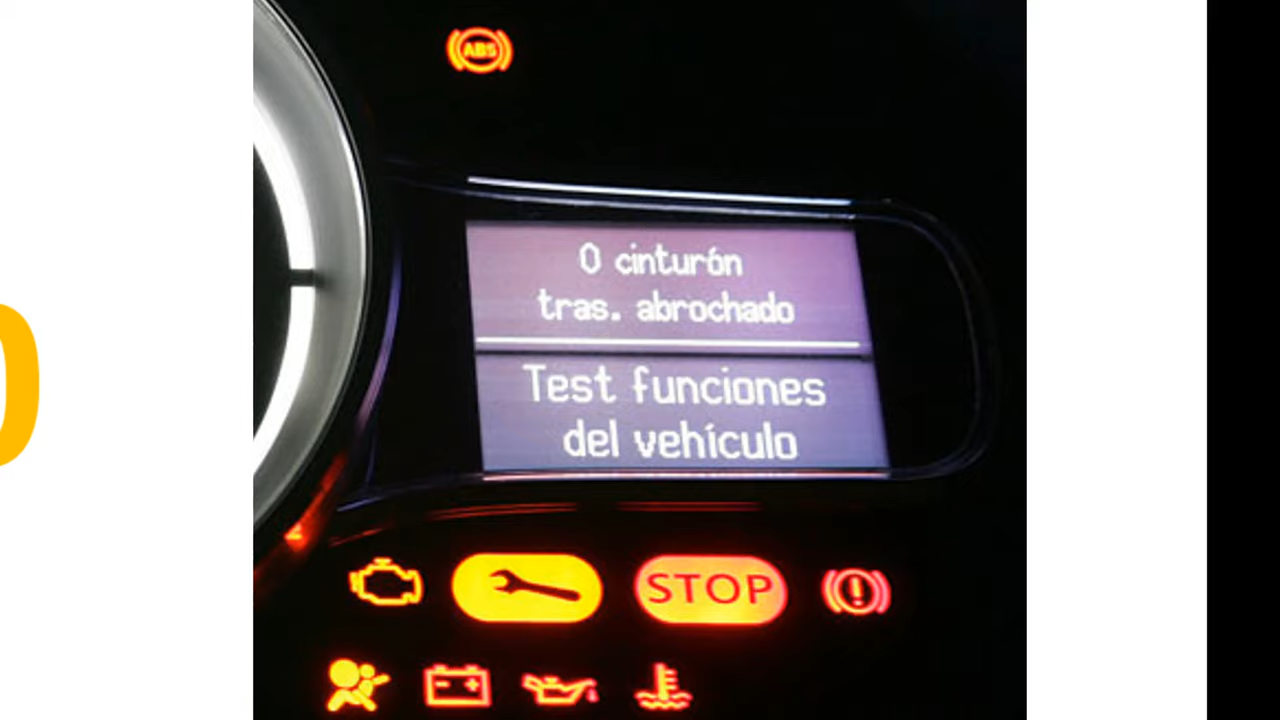 ABS
0 cinturón
tras. abrochado
Test funciones
del vehículo
STOP